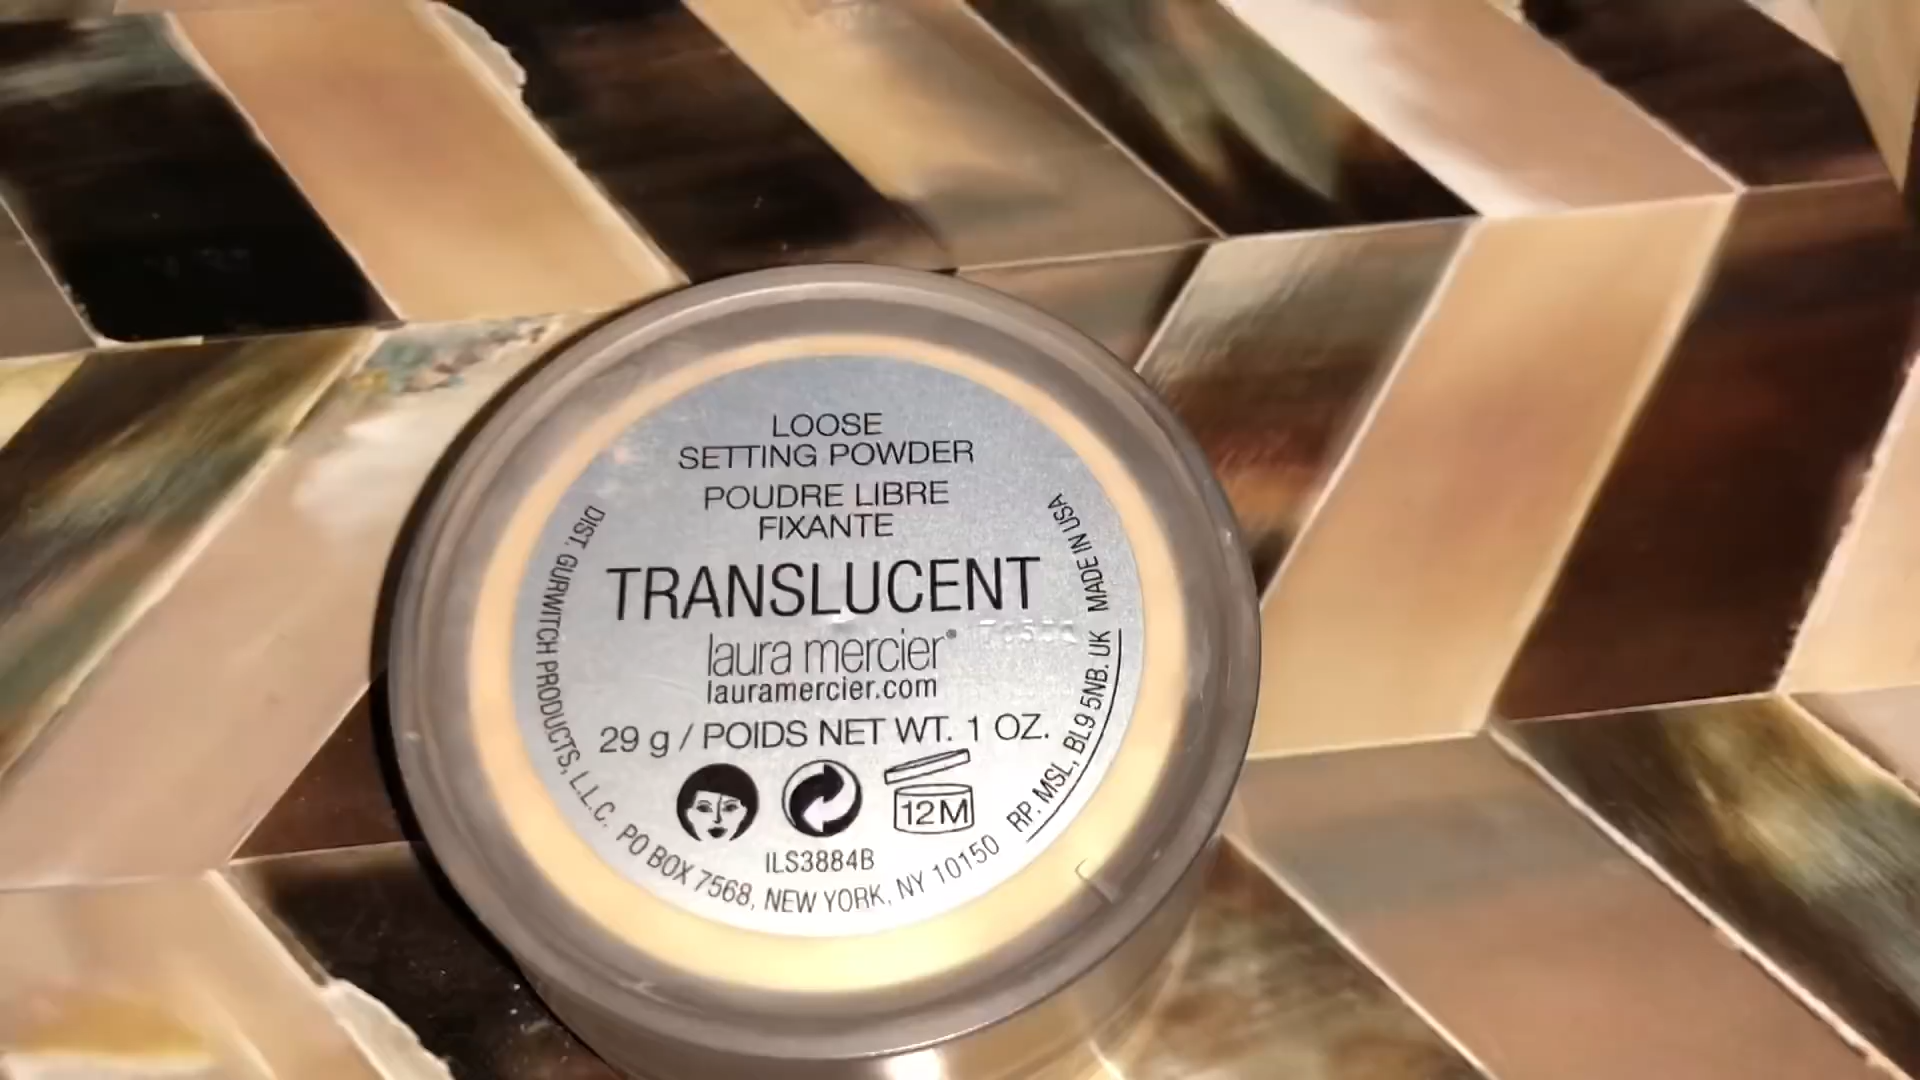 LOOSE
SETTING POWDER
POUDRE LIBRE
FIXANTE
TRANSLUCENT
laura mercier®
lauramercier.com
29 g / POIDS NET WT. 1 OZ.
12M
ILS3884B
DIST. GURWITCH PRODUCTS, L.L.C. PO BOX 7568, NEW YORK, NY 10150 RP. MSL, BL9 5NB. UK MADE IN USA